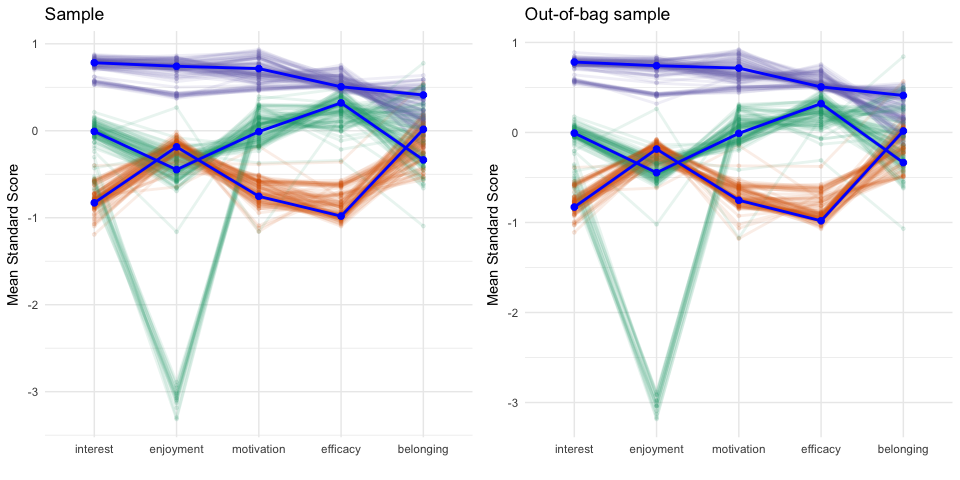 Sample
Mean Standard Score
1
0
-1
-2
-3
interest enjoyment motivation efficacy belonging
Out-of-bag sample
Mean Standard Score
1
0
-1
-2
-3
interest enjoyment motivation efficacy belonging